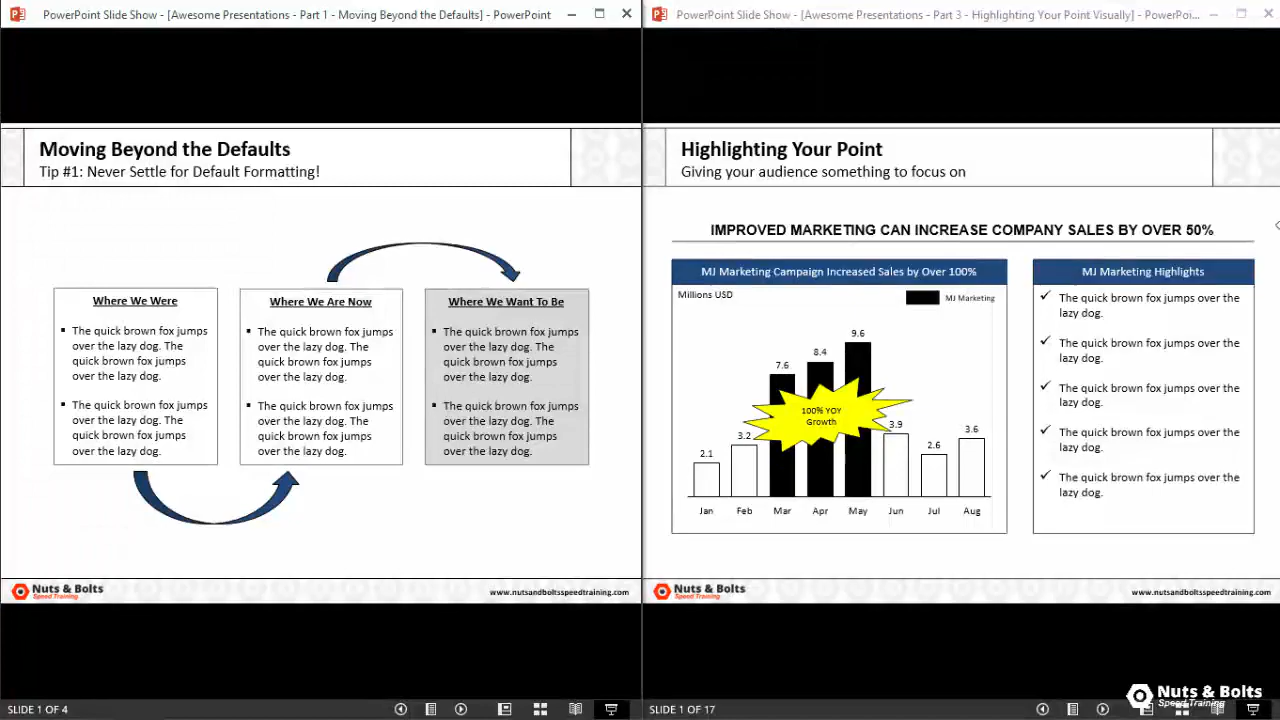 PowerPoint Slide Show - [Awesome Presentations - Part 1 - Moving Beyond the Defaults] - PowerPoint
Moving Beyond the Defaults
Tip #1: Never Settle for Default Formatting!
Where We Were
The quick brown fox jumps
over the lazy dog. The
quick brown fox jumps
over the lazy dog.
The quick brown fox jumps
over the lazy dog. The
quick brown fox jumps
over the lazy dog.
Where We Are Now
The quick brown fox jumps
over the lazy dog. The
quick brown fox jumps
over the lazy dog.
The quick brown fox jumps
over the lazy dog. The
quick brown fox jumps
over the lazy dog.
Where We Want To Be
The quick brown fox jumps
over the lazy dog. The
quick brown fox jumps
over the lazy dog.
The quick brown fox jumps
over the lazy dog. The
quick brown fox jumps
over the lazy dog.
Nuts & Bolts
Speed Training
www.nutsandboltsspeedtraining.com
SLIDE 1 OF 4
PowerPoint Slide Show - [Awesome Presentations - Part 3 - Highlighting Your Point Visually] - PowerPoi...
Highlighting Your Point
Giving your audience something to focus on
IMPROVED MARKETING CAN INCREASE COMPANY SALES BY OVER 50%
MJ Marketing Campaign Increased Sales by Over 100%
Millions USD
MJ Marketing
2.1 3.2 7.6 8.4 9.6 3.9 2.6 3.6
100% YOY
Growth
Jan Feb Mar Apr May Jun Jul Aug
MJ Marketing Highlights
The quick brown fox jumps over the
lazy dog.
The quick brown fox jumps over the
lazy dog.
The quick brown fox jumps over the
lazy dog.
The quick brown fox jumps over the
lazy dog.
The quick brown fox jumps over the
lazy dog.
Nuts & Bolts
Speed Training
www.nutsandboltsspeedtraining.com
SLIDE 1 OF 17
Nuts & Bolts
Speed Training